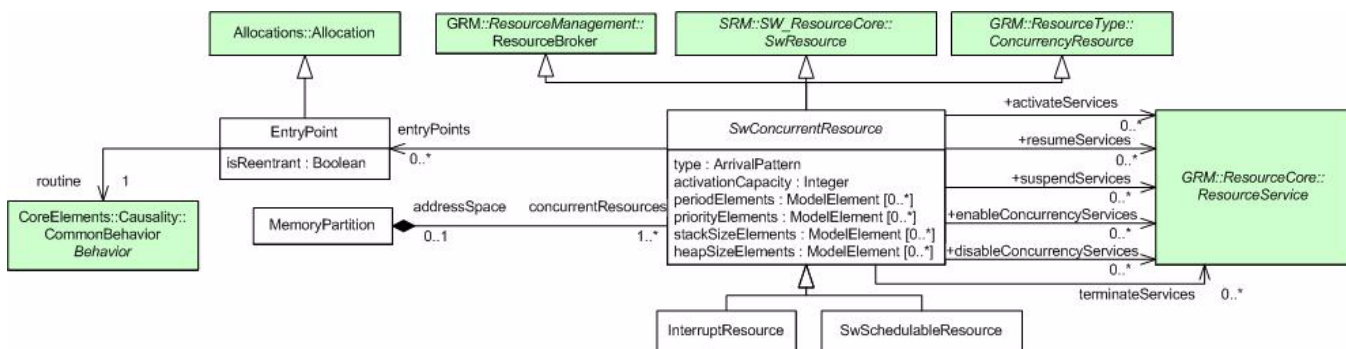 Allocations::Allocation
GRM::ResourceManagement::
ResourceBroker
SRM::SW_ResourceCore::
SwResource
GRM::ResourceType::
ConcurrencyResource
EntryPoint
isReentrant : Boolean
entryPoints
0..*
routine
1
CoreElements::Causality::
CommonBehavior
Behavior
MemoryPartition
addressSpace
0..1
concurrentResources
1..*
SwConcurrentResource
type : ArrivalPattern
activationCapacity : Integer
periodElements : ModelElement [0..*]
priorityElements : ModelElement [0..*]
stackSizeElements : ModelElement [0..*]
heapSizeElements : ModelElement [0..*]
+activateServices
0..*
+resumeServices
0..*
+suspendServices
0..*
+enableConcurrencyServices
0..*
+disableConcurrencyServices
0..*
terminateServices
0..*
GRM::ResourceCore::
ResourceService
InterruptResource
SwSchedulableResource